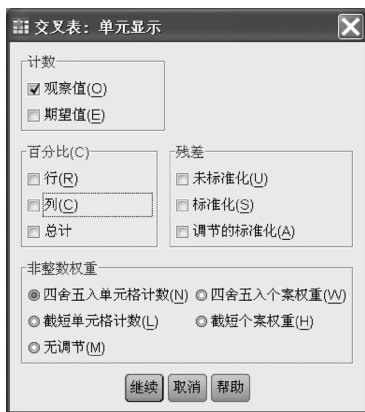 交叉表：单元显示
计数
观察值(O)
期望值(E)
百分比(C)
行(R)
列(C)
总计
残差
未标准化(U)
标准化(S)
调节的标准化(A)
非整数权重
四舍五入单元格计数(N) 四舍五入个案权重(W)
截短单元格计数(L) 截短个案权重(H)
无调节(M)
继续 取消 帮助